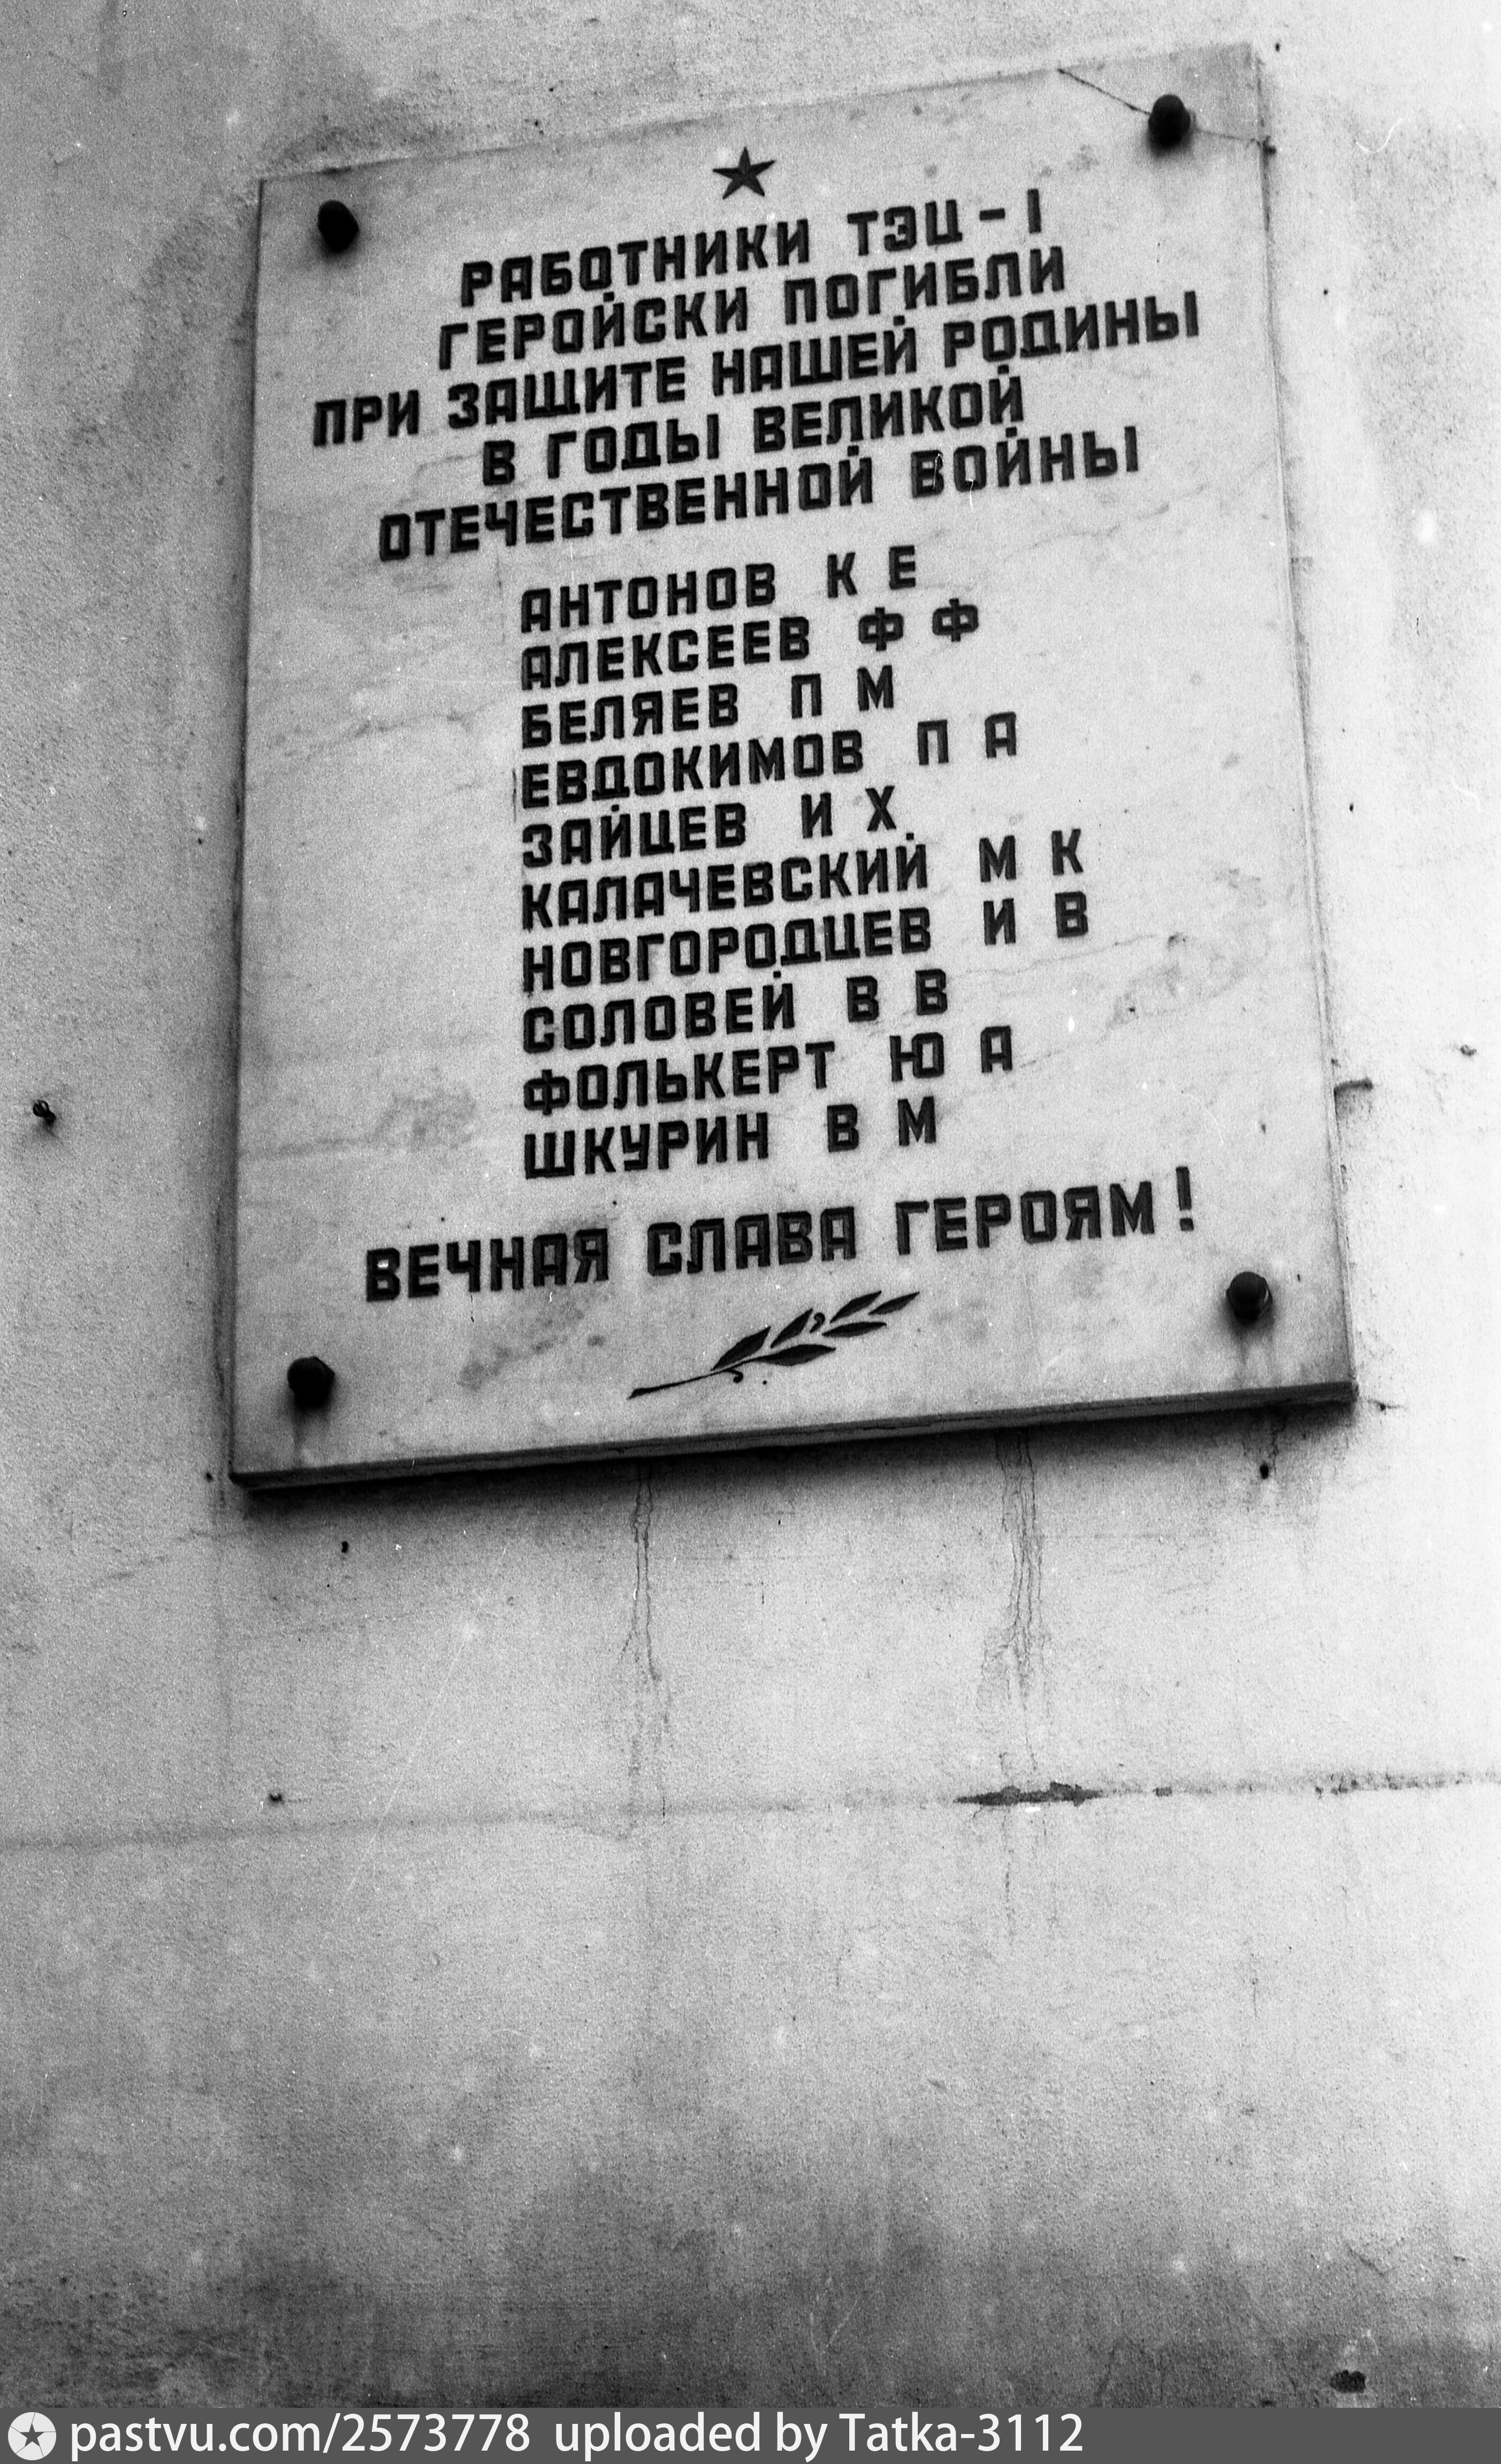 РАБОТНИКИ ТЭЦ-1
ГЕРОЙСКИ ПОГИБЛИ
ПРИ ЗАЩИТЕ НАШЕЙ РОДИНЫ
В ГОДЫ ВЕЛИКОЙ
ОТЕЧЕСТВЕННОЙ ВОЙНЫ
АНТОНОВ К Е
АЛЕКСЕЕВ Ф Ф
БЕЛЯЕВ П М
ЕВДОКИМОВ П А
ЗАЙЦЕВ И Х
КАЛАЧЕВСКИЙ М К
НОВГОРОДЦЕВ И В
СОЛОВЕЙ В В
ФОЛЬКЕРТ Ю А
ШКУРИН В М
ВЕЧНАЯ СЛАВА ГЕРОЯМ!
pastvu.com/2573778 uploaded by Tatka-3112